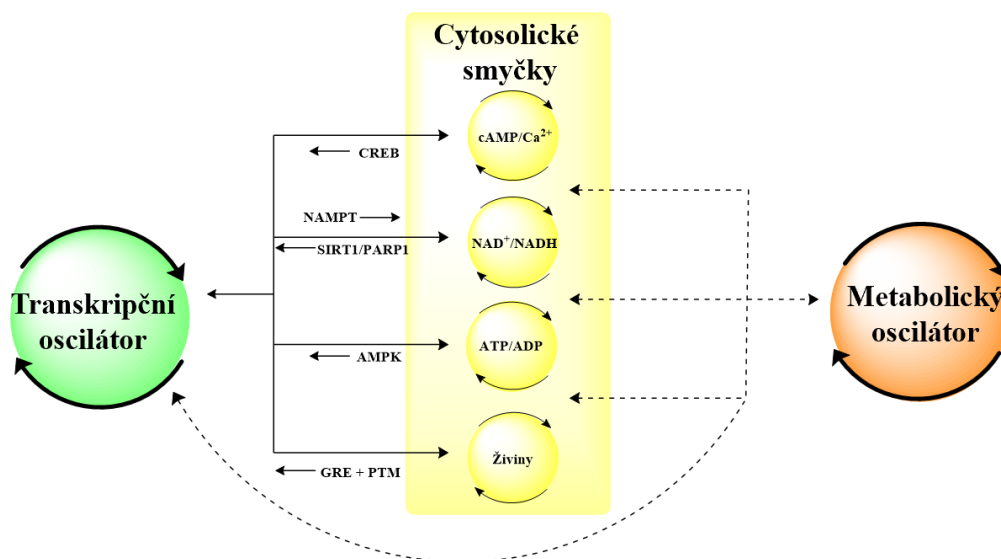 Cytosolické
smyčky
cAMP/Ca²⁺
CREB
NAMPT
SIRT1/PARP1
NAD⁺/NADH
Transkripční
oscilátor
Metabolický
oscilátor
ATP/ADP
AMPK
Živiny
GRE + PTM